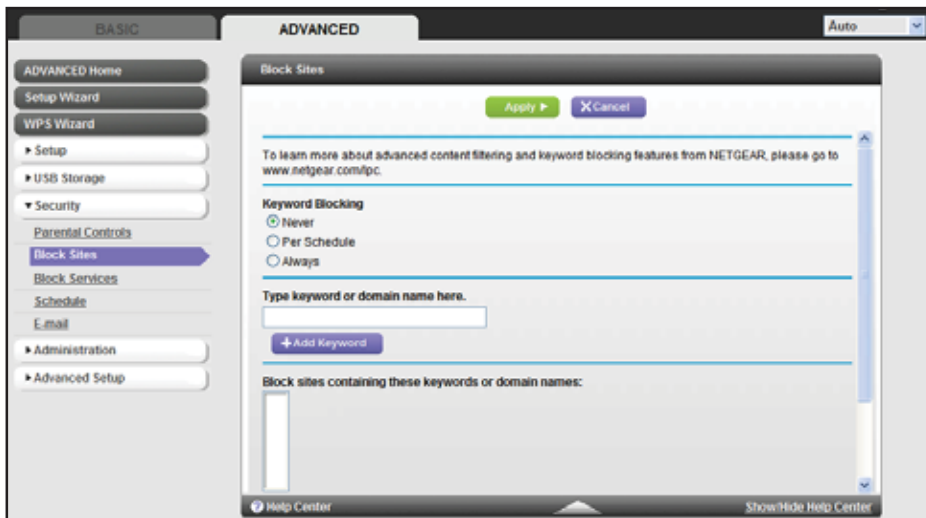 BASIC
ADVANCED
Auto
ADVANCED Home
Setup Wizard
WPS Wizard
Setup
USB Storage
Security
Parental Controls
Block Sites
Block Services
Schedule
E-mail
Administration
Advanced Setup
Block Sites
Apply
X Cancel
To learn more about advanced content filtering and keyword blocking features from NETGEAR, please go to
www.netgear.com/lpc.
Keyword Blocking
Never
Per Schedule
Always
Type keyword or domain name here.
+ Add Keyword
Block sites containing these keywords or domain names:
? Help Center
Show/Hide Help Center